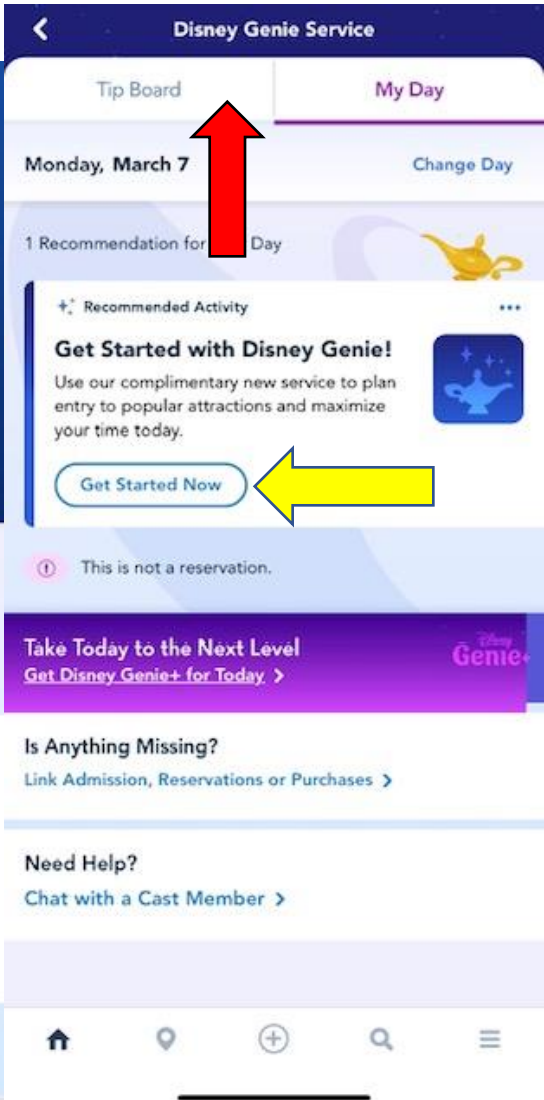 Disney Genie Service
Tip Board
My Day
Monday, March 7
Change Day
1 Recommendation for Day
Recommended Activity
Get Started with Disney Genie!
Use our complimentary new service to plan
entry to popular attractions and maximize
your time today.
Get Started Now
This is not a reservation.
Take Today to the Next Level
Get Disney Genie+ for Today >
Disney
Genie+
Is Anything Missing?
Link Admission, Reservations or Purchases >
Need Help?
Chat with a Cast Member >